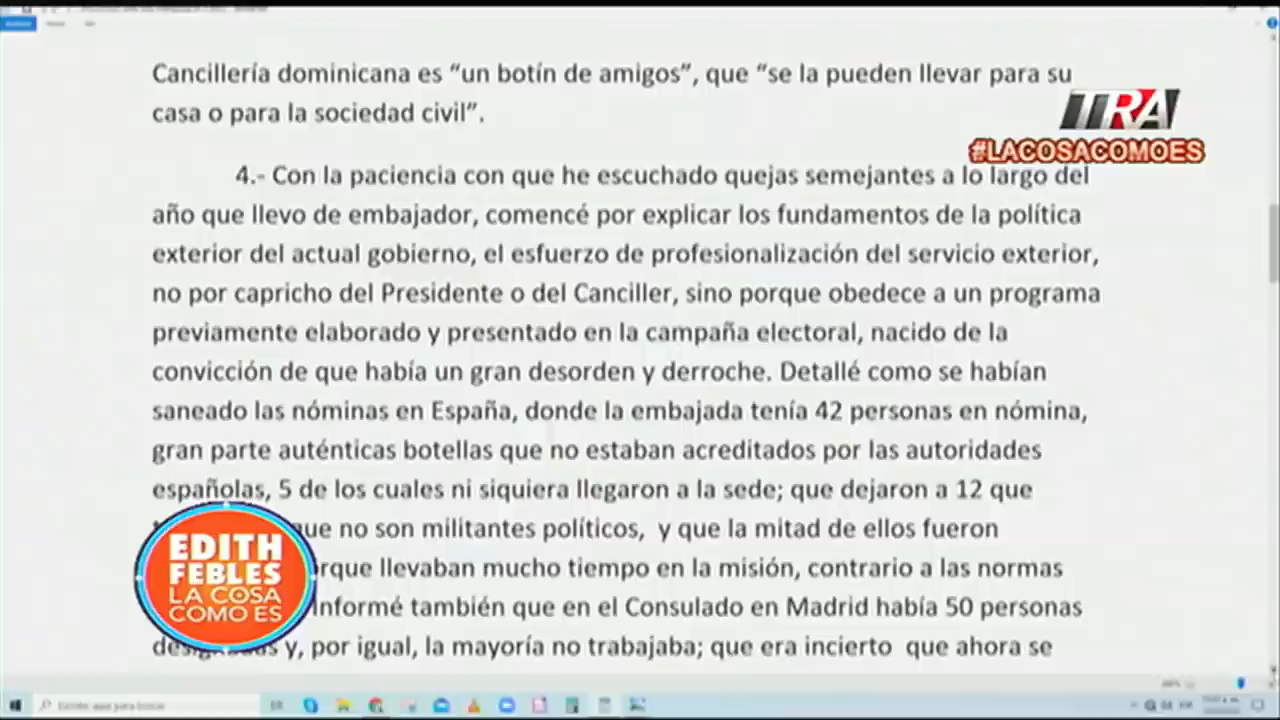 Cancillería dominicana es “un botín de amigos”, que “se la pueden llevar para su
casa o para la sociedad civil”.
TRA
#LACOSACOMOES
4.- Con la paciencia con que he escuchado quejas semejantes a lo largo del
año que llevo de embajador, comencé por explicar los fundamentos de la política
exterior del actual gobierno, el esfuerzo de profesionalización del servicio exterior,
no por capricho del Presidente o del Canciller, sino porque obedece a un programa
previamente elaborado y presentado en la campaña electoral, nacido de la
convicción de que había un gran desorden y derroche. Detallé como se habían
saneado las nóminas en España, donde la embajada tenía 42 personas en nómina,
gran parte auténticas botellas que no estaban acreditados por las autoridades
españolas, 5 de los cuales ni siquiera llegaron a la sede; que dejaron a 12 que
que no son militantes políticos, y que la mitad de ellos fueron
llevaban mucho tiempo en la misión, contrario a las normas
Informé también que en el Consulado en Madrid había 50 personas
y, por igual, la mayoría no trabajaba; que era incierto que ahora se
EDITH
FEBLES
LA COSA
COMO ES